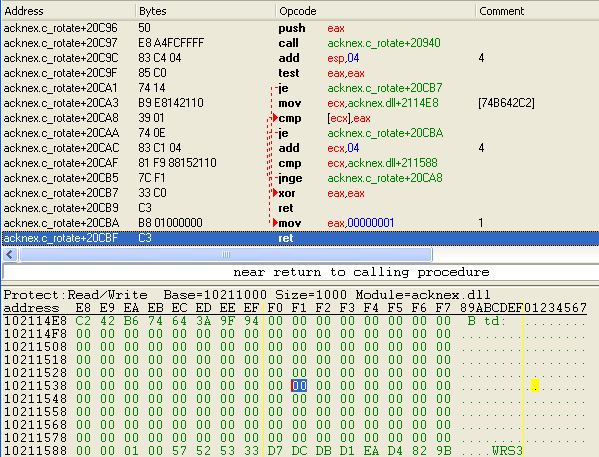 Address Bytes Opcode Comment
acknex.c_rotate+20C96 50 push eax
acknex.c_rotate+20C97 E8 A4FCFFFF call acknex.c_rotate+20940
acknex.c_rotate+20C9C 83 C4 04 add esp,04 4
acknex.c_rotate+20C9F 85 C0 test eax,eax
acknex.c_rotate+20CA1 74 14 je acknex.c_rotate+20CB7
acknex.c_rotate+20CA3 B9 E8142110 mov ecx,acknex.dll+2114E8 [74B642C2]
acknex.c_rotate+20CA8 39 01 cmp [ecx],eax
acknex.c_rotate+20CAA 74 0E je acknex.c_rotate+20CBA
acknex.c_rotate+20CAC 83 C1 04 add ecx,04 4
acknex.c_rotate+20CAF 81 F9 88152110 cmp ecx,acknex.dll+211588
acknex.c_rotate+20CB5 7C F1 jnge acknex.c_rotate+20CA8
acknex.c_rotate+20CB7 33 C0 xor eax,eax
acknex.c_rotate+20CB9 C3 ret
acknex.c_rotate+20CBA B8 01000000 mov eax,00000001 1
acknex.c_rotate+20CBF C3 ret
near return to calling procedure
Protect:Read/Write Base=10211000 Size=1000 Module=acknex.dll
address E8 E9 EA EB EC ED EE EF F0 F1 F2 F3 F4 F5 F6 F7 89ABCDEF01234567
102114E8 C2 42 B6 74 64 3A 9F 94 00 00 00 00 00 00 00 00 .B.td:..........
102114F8 00 00 00 00 00 00 00 00 00 00 00 00 00 00 00 00 ................
10211508 00 00 00 00 00 00 00 00 00 00 00 00 00 00 00 00 ................
10211518 00 00 00 00 00 00 00 00 00 00 00 00 00 00 00 00 ................
10211528 00 00 00 00 00 00 00 00 00 00 00 00 00 00 00 00 ................
10211538 00 00 00 00 00 00 00 00 00 00 00 00 00 00 00 00 ................
10211548 00 00 00 00 00 00 00 00 00 00 00 00 00 00 00 00 ................
10211558 00 00 00 00 00 00 00 00 00 00 00 00 00 00 00 00 ................
10211568 00 00 00 00 00 00 00 00 00 00 00 00 00 00 00 00 ................
10211578 00 00 00 00 00 00 00 00 00 00 00 00 00 00 00 00 ................
10211588 00 00 01 00 57 52 53 33 D7 DC DB D1 EA D4 82 9B ....WRS3........